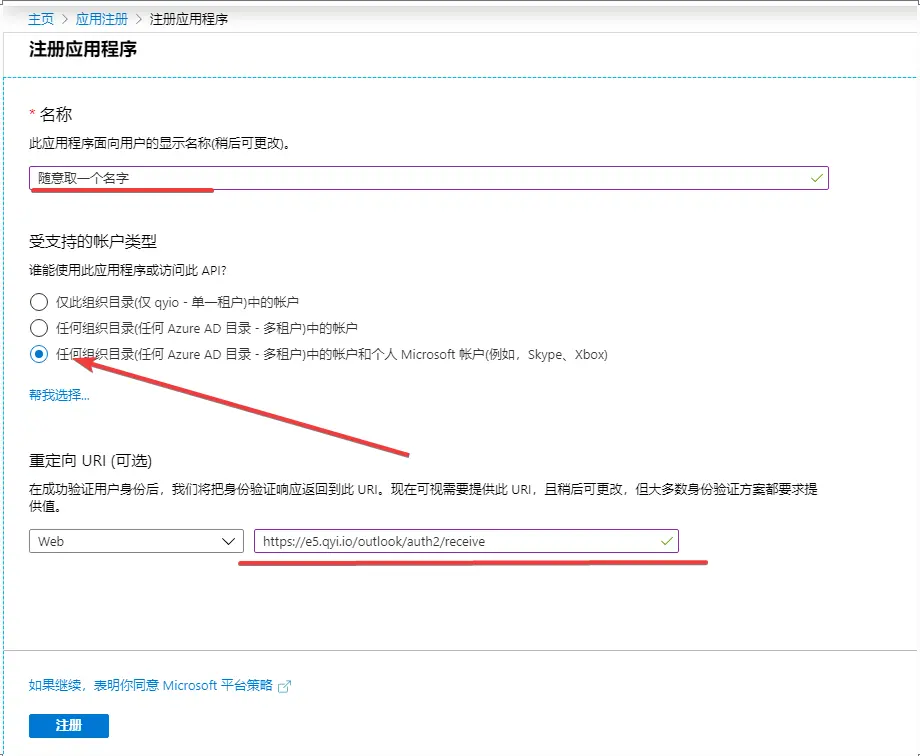 主页 > 应用注册 > 注册应用程序
注册应用程序
* 名称
此应用程序面向用户的显示名称(稍后可更改)。
随意取一个名字
受支持的帐户类型
谁能使用此应用程序或访问此 API?
仅此组织目录(仅 qyio - 单一租户)中的帐户
任何组织目录(任何 Azure AD 目录 - 多租户)中的帐户
任何组织目录(任何 Azure AD 目录 - 多租户)中的帐户和个人 Microsoft 帐户(例如，Skype、Xbox)
帮我选择...
重定向 URI (可选)
在成功验证用户身份后，我们将把身份验证响应返回到此 URI。现在可视需要提供此 URI，且稍后可更改，但大多数身份验证方案都要求提
供值。
Web https://e5.qyi.io/outlook/auth2/receive
如果继续，表明你同意 Microsoft 平台策略
注册